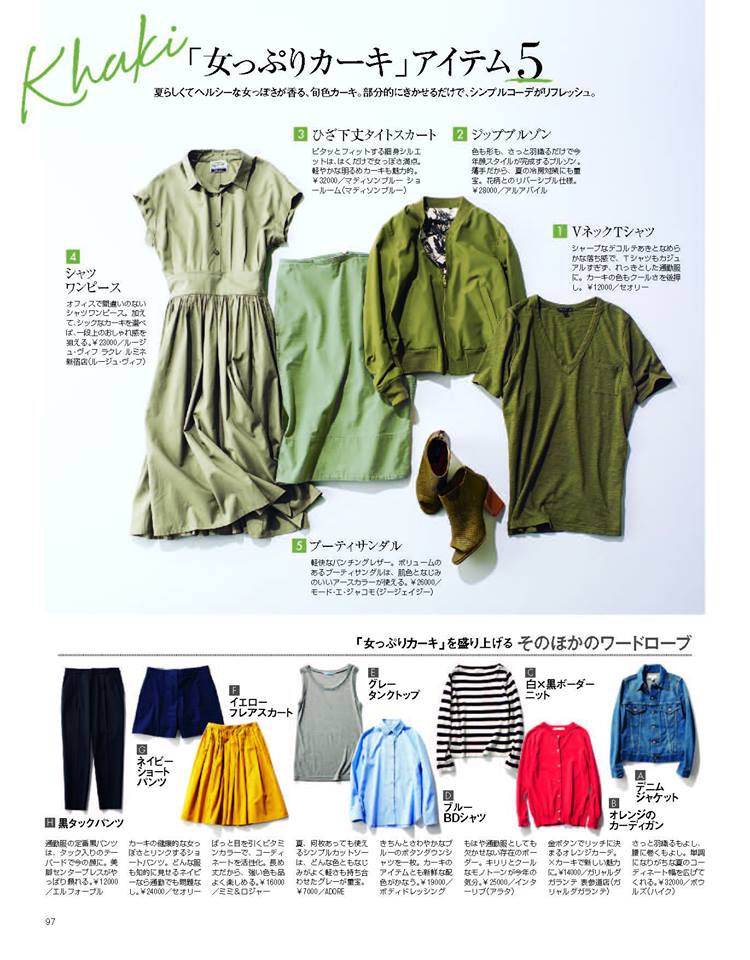 Khaki
「女っぷりカーキ」アイテム5
夏らしくてヘルシーな女っぽさが香る、旬色カーキ。部分的にきかせるだけで、シンプルコーデがリフレッシュ。
3 ひざ下丈タイトスカート
ピタッとフィットする細身シルエ
ットは、はくだけで女っぽさ満点。
軽やかな明るめカーキも魅力的。
¥32000/マディソンブルー ショ
ールーム(マディソンブルー)
2 ジップブルゾン
色も形も、さっと羽織るだけで今
年顔スタイルが完成するブルゾン。
薄手だから、夏の冷房対策にも重
宝。花柄とのリバーシブル仕様。
¥28000/アルアバイル
1 VネックTシャツ
シャープなデコルテあきとなめら
かな落ち感で、Tシャツもカジュ
アルすぎず、れっきとした通勤服
に。カーキの色もクールさを後押
し。¥12000/セオリー
4
シャツ
ワンピース
オフィスで間違いのない
シャツワンピース。加え
て、シックなカーキを選べ
ば、一段上のおしゃれ感を
狙える。¥23000/ルージ
ュ・ヴィフ ラクレ ルミネ
新宿店(ルージュ・ヴィフ)
5 ブーティサンダル
軽快なパンチングレザー。ボリュームの
あるブーティサンダルは、肌色となじみ
のいいアースカラーが使える。¥26000/
モード・エ・ジャコモ(ジージェイジー)
「女っぷりカーキ」を盛り上げる そのほかのワードローブ
H 黒タックパンツ
通勤服の定番黒パンツ
は、タック入りのテー
パードで今の顔に。美
脚センタープレスがや
っぱり頼れる。¥12000
/エルフォーブル
G
ネイビー
ショート
パンツ
カーキの健康的な女っ
ぽさとリンクするショ
ートパンツ。どんな服
も知的に見せるネイビ
ーなら通勤でも問題な
し。¥24000/セオリー
F
イエロー
フレアスカート
ぱっと目を引くビタミ
ンカラーで、コーディ
ネートを活性化。長め
丈だから、強い色も品
よく楽しめる。¥16000
/ミミ&ロジャー
E
グレー
タンクトップ
夏、何枚あっても使え
るシンプルカットソー
は、どんな色ともなじ
みがよく軽さも持ち合
わせたグレーが重宝。
¥7000/ADORE
D
ブルー
BDシャツ
きちんとさわやかなブ
ルーのボタンダウンシ
ャツを一枚。カーキの
アイテムとも新鮮な配
色がかなう。¥19000/
ボディドレッシング
C
白×黒ボーダー
ニット
もはや通勤服としても
欠かせない存在のボー
ダー。キリりとクール
なモノトーンが今年の
気分。¥25000/インタ
ーリブ(アラタ)
B
オレンジの
カーディガン
金ボタンでリッチに決
まるオレンジカーデ。
×カーキで新しい魅力
に。¥14000/ガリャルダ
ガランテ 表参道店(ガ
リャルダガランテ)
A
デニム
ジャケット
さっと羽織るもよし、
腰に巻くもよし。単調
になりがちな夏のコー
ディネート幅を広げて
くれる。¥32000/ボウ
ルズ(ハイク)
97